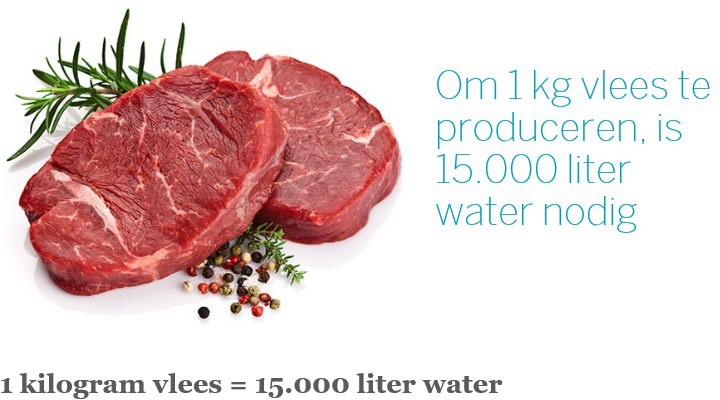 Om 1 kg vlees te
produceren, is
15.000 liter
water nodig
1 kilogram vlees = 15.000 liter water